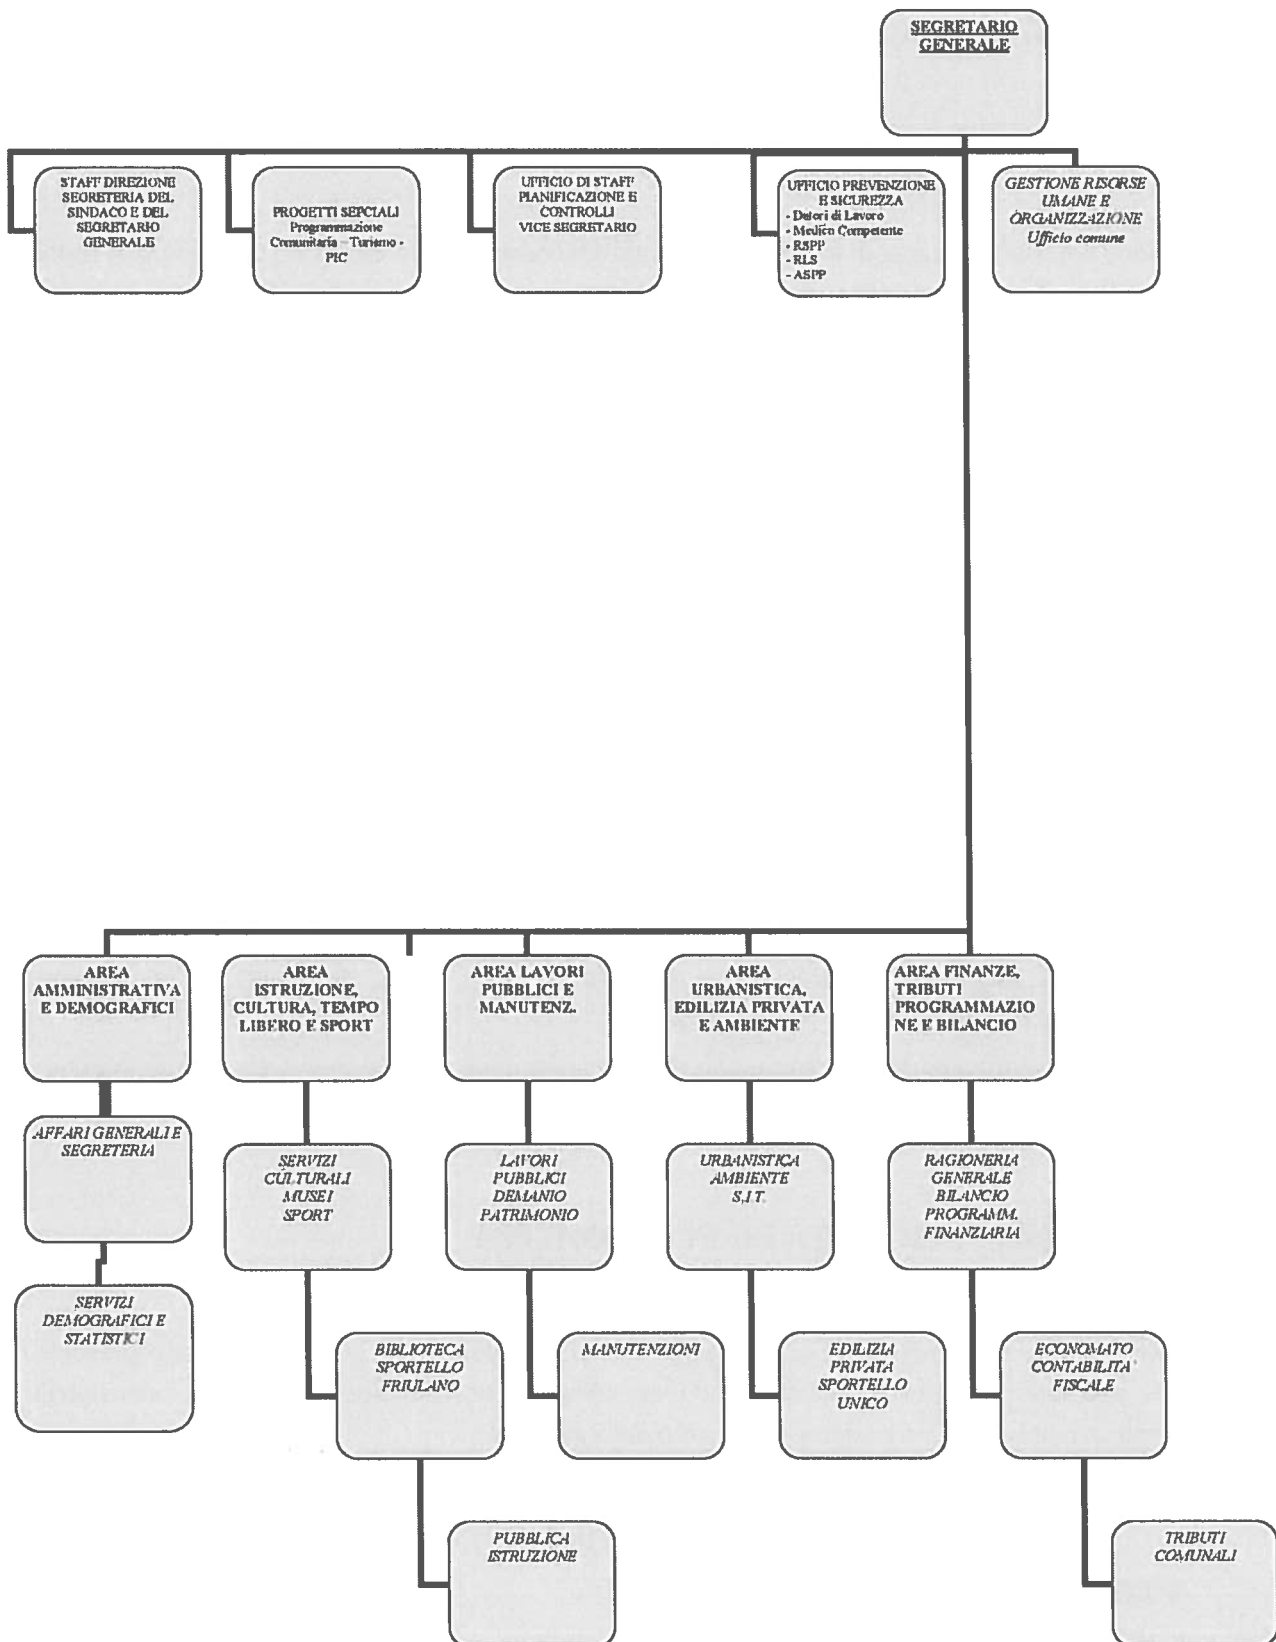 SEGRETARIO
GENERALE
STAFF DIREZIONE
SEGRETERIA DEL
SINDACO E DEL
SEGRETARIO
GENERALE
PROGETTI SEPCIALI
Programmazione
Comunitaria - Turismo -
PIC
UFFICIO DI STAFF
PIANIFICAZIONE E
CONTROLLI
VICE SEGRETARIO
UFFICIO PREVENZIONE
E SICUREZZA
- Datori di Lavoro
- Medico Competente
- RSPP
- RLS
- ASPP
GESTIONE RISORSE
UMANE E
ORGANIZZAZIONE
Ufficio comune
AREA
AMMINISTRATIVA
E DEMOGRAFICI
AREA
ISTRUZIONE,
CULTURA, TEMPO
LIBERO E SPORT
AREA LAVORI
PUBBLICI E
MANUTENZ.
AREA
URBANISTICA,
EDILIZIA PRIVATA
E AMBIENTE
AREA FINANZE,
TRIBUTI
PROGRAMMAZIO
NE E BILANCIO
AFFARI GENERALI E
SEGRETERIA
SERVIZI
CULTURALI
MUSEI
SPORT
LAVORI
PUBBLICI
DEMANIO
PATRIMONIO
URBANISTICA
AMBIENTE
S.I.T.
RAGIONERIA
GENERALE
BILANCIO
PROGRAMM.
FINANZIARIA
SERVIZI
DEMOGRAFICI E
STATISTICI
BIBLIOTECA
SPORTELLO
FRIULANO
MANUTENZIONI
EDILIZIA
PRIVATA
SPORTELLO
UNICO
ECONOMATO
CONTABILITA'
FISCALE
PUBBLICA
ISTRUZIONE
TRIBUTI
COMUNALI